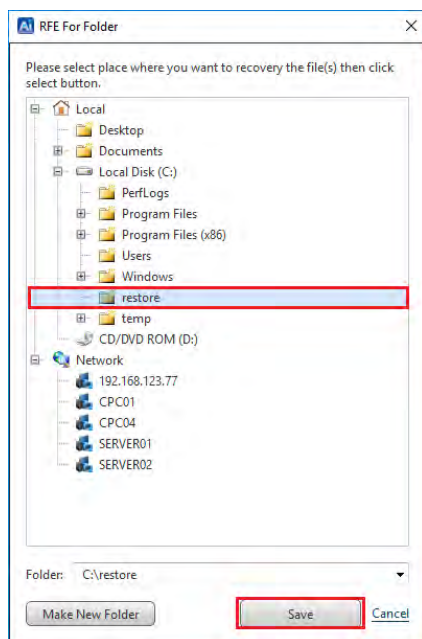 Ai RFE For Folder
Please select place where you want to recovery the file(s) then click
select button.
Local
Desktop
Documents
Local Disk (C:)
PerfLogs
Program Files
Program Files (x86)
Users
Windows
restore
temp
CD/DVD ROM (D:)
Network
192.168.123.77
CPC01
CPC04
SERVER01
SERVER02
Folder: C:\restore
Make New Folder Save Cancel